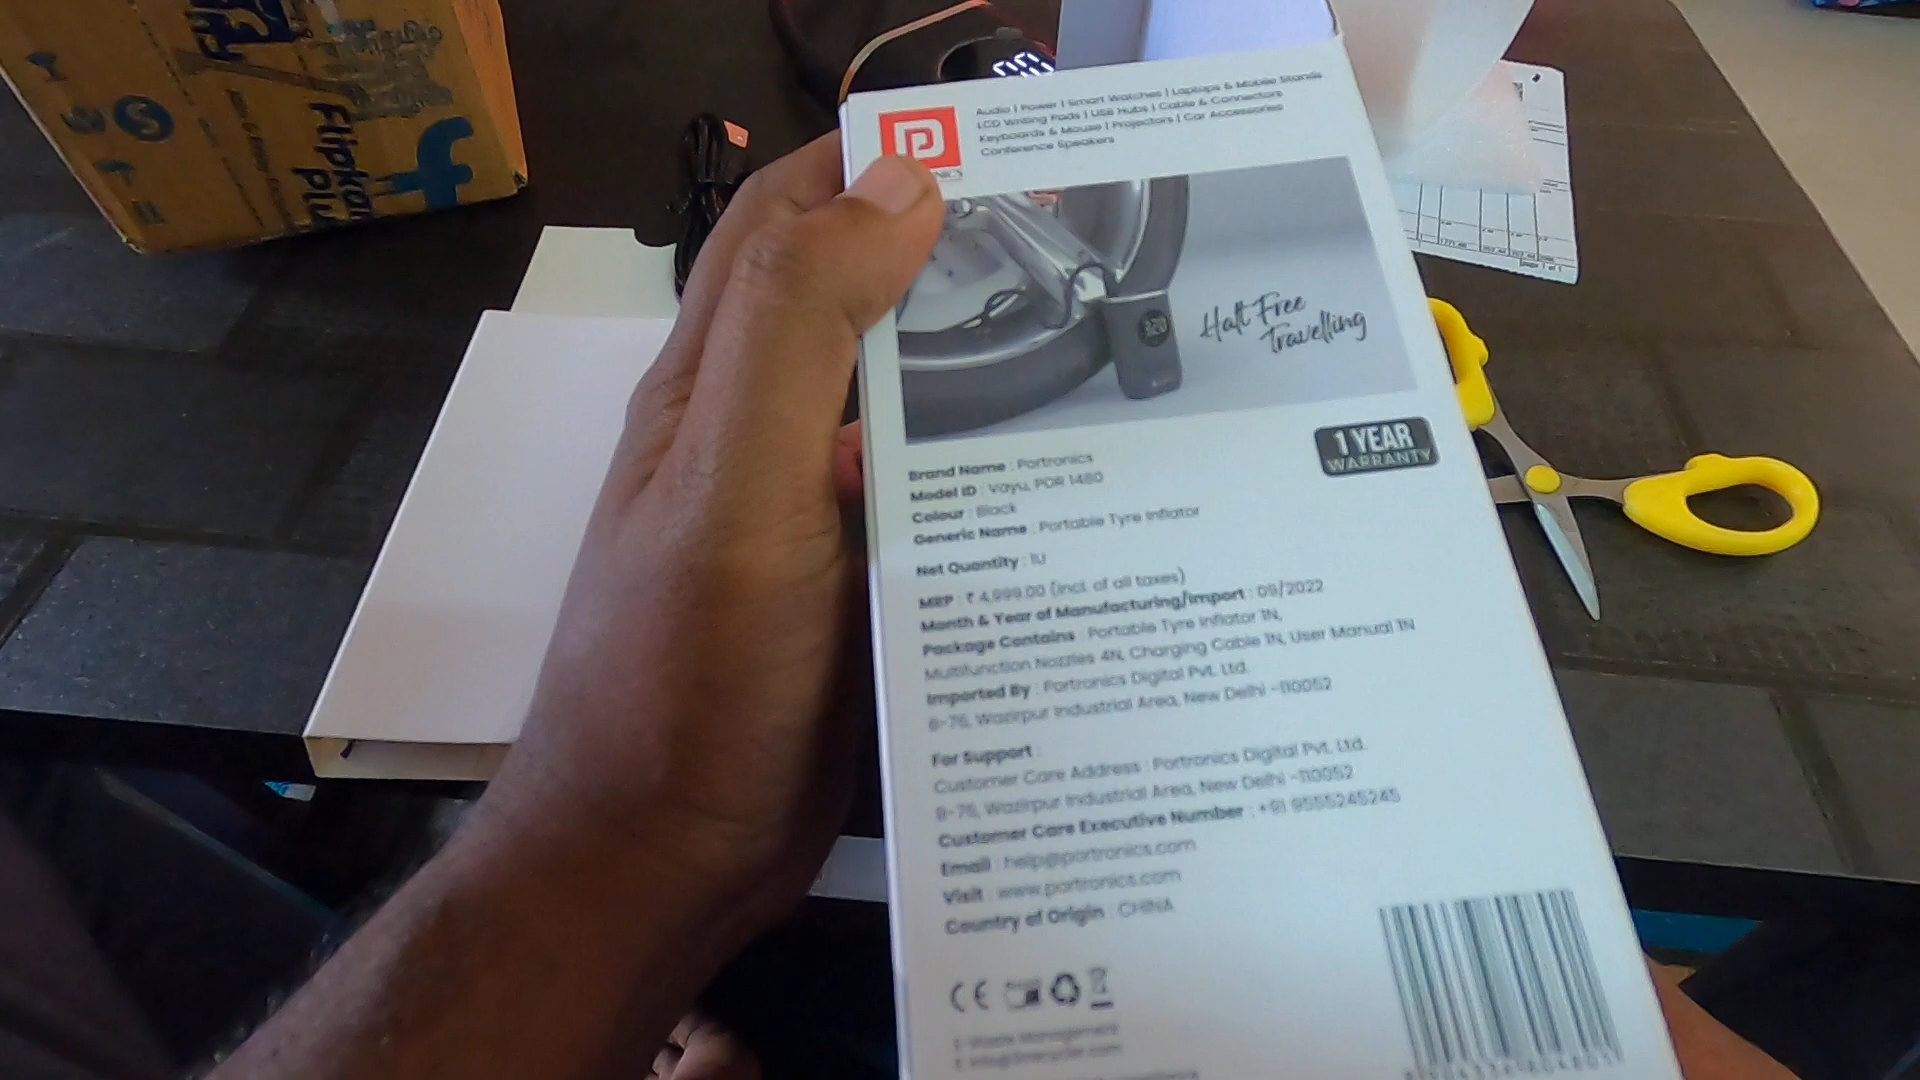 Flipkart
Plus
Audio | Power | Smart Watches | Laptops & Mobile Stands
LCD Writing Pads | USB Hubs | Cable & Connectors
Keyboards & Mouse | Projectors | Car Accessories
Conference Speakers
Halt Free
Travelling
320
1 YEAR
WARRANTY
Brand Name : Portronics
Model ID : Vayu, POR 1480
Colour : Black
Generic Name : Portable Tyre Inflator
Net Quantity : 1U
MRP : ₹ 4,999.00 (incl. of all taxes)
Month & Year of Manufacturing/Import : 09/2022
Package Contains : Portable Tyre Inflator 1N,
Multifunction Nozzles 4N, Charging Cable 1N, User Manual 1N
Imported By : Portronics Digital Pvt. Ltd.
B-76, Wazirpur Industrial Area, New Delhi -110052
For Support :
Customer Care Address : Portronics Digital Pvt. Ltd.
B-76, Wazirpur Industrial Area, New Delhi -110052
Customer Care Executive Number : +91 9555245245
Email : help@portronics.com
Visit : www.portronics.com
Country of Origin : CHINA
CE
E-Waste Management